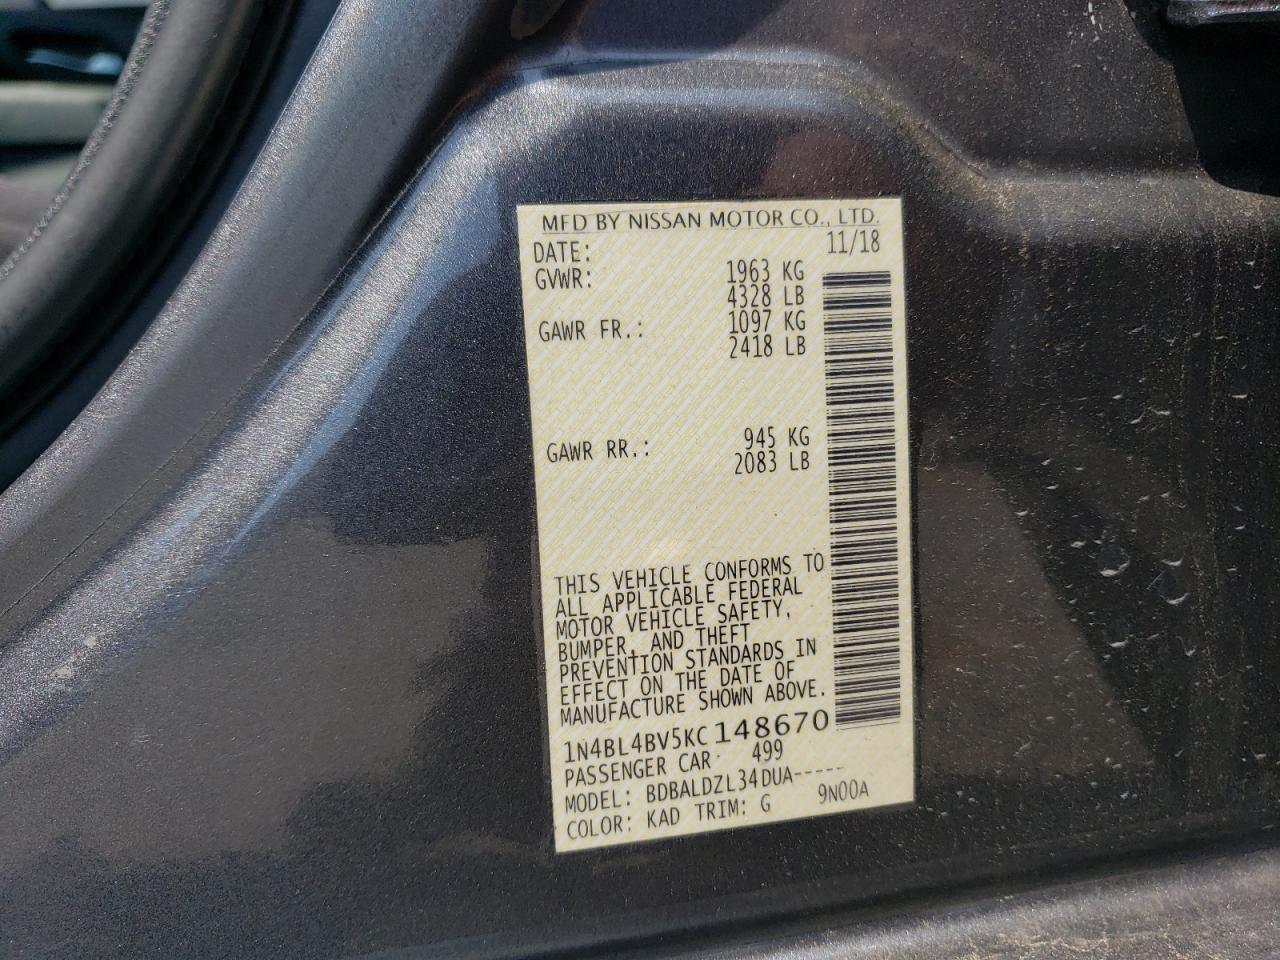 MFD BY NISSAN MOTOR CO., LTD.
DATE: 11/18
GVWR: 1963 KG
4328 LB
GAWR FR.: 1097 KG
2418 LB
GAWR RR.: 945 KG
2083 LB
THIS VEHICLE CONFORMS TO
ALL APPLICABLE FEDERAL
MOTOR VEHICLE SAFETY,
BUMPER, AND THEFT
PREVENTION STANDARDS IN
EFFECT ON THE DATE OF
MANUFACTURE SHOWN ABOVE.
1N4BL4BV5KC148670
PASSENGER CAR 499
MODEL: BDBALDZL34DUA-----
COLOR: KAD TRIM: G 9N00A